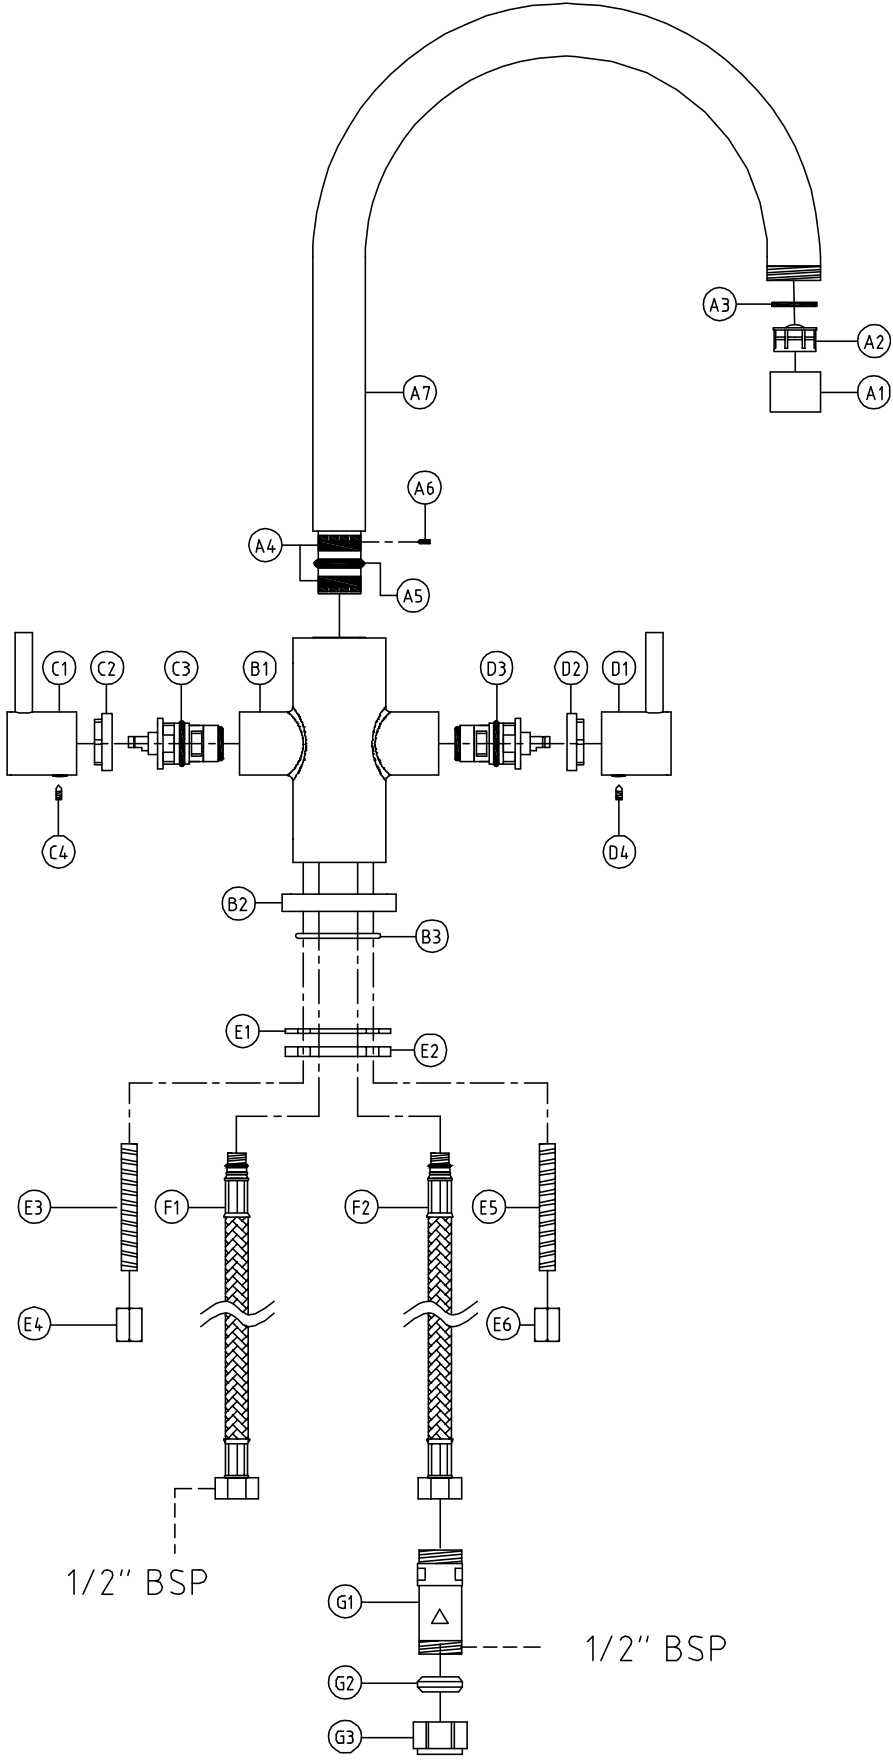 A3
A2
A1
A7
A6
A4
A5
C1 C2 C3 B1 D3 D2 D1
C4 D4
B2
B3
E1
E2
E3 F1 F2 E5
E4 E6
1/2" BSP
G1
1/2" BSP
G2
G3